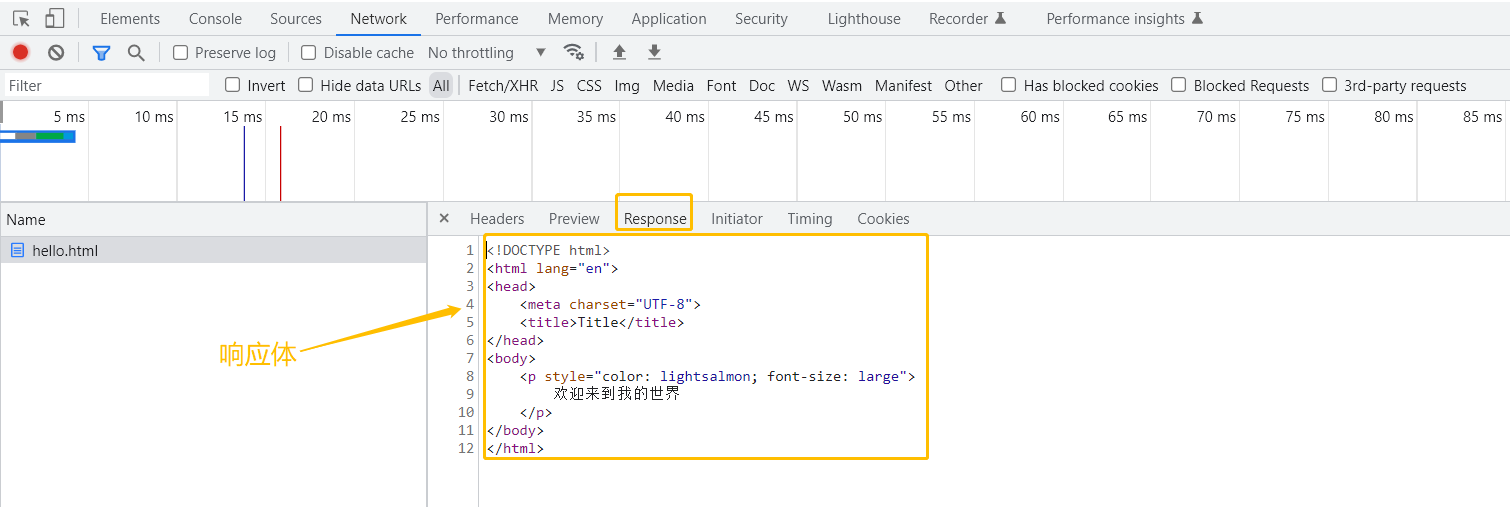 Elements Console Sources Network Performance Memory Application Security Lighthouse Recorder Performance insights
Preserve log Disable cache No throttling
Filter Invert Hide data URLs All Fetch/XHR JS CSS Img Media Font Doc WS Wasm Manifest Other Has blocked cookies Blocked Requests 3rd-party requests
5 ms 10 ms 15 ms 20 ms 25 ms 30 ms 35 ms 40 ms 45 ms 50 ms 55 ms 60 ms 65 ms 70 ms 75 ms 80 ms 85 ms
Name
hello.html
Headers Preview Response Initiator Timing Cookies
1 <!DOCTYPE html>
2 <html lang="en">
3 <head>
4 <meta charset="UTF-8">
5 <title>Title</title>
6 </head>
7 <body>
8 <p style="color: lightsalmon; font-size: large">
9 欢迎来到我的世界
10 </p>
11 </body>
12 </html>
响应体